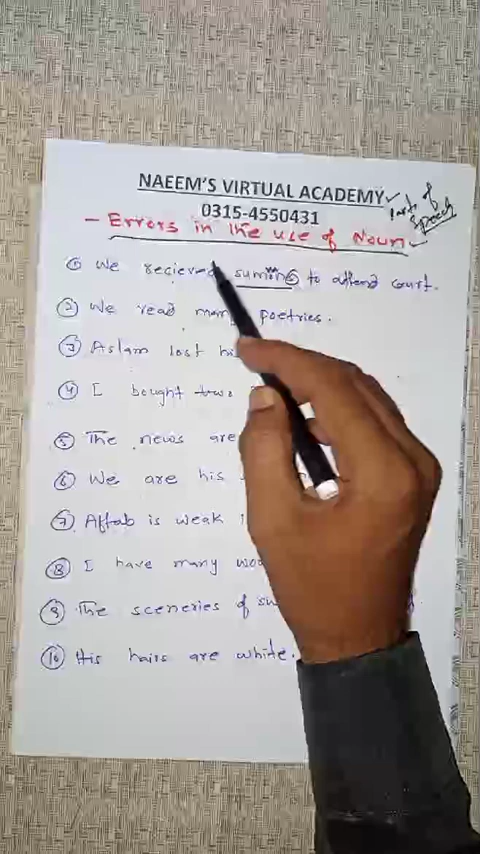 NAEEM'S VIRTUAL ACADEMY
Parts of Speech
0315-4550431
- Errors in the use of Noun
① We recieved to attend court.
② We read many poetries.
③ Aslam lost his
④ I bought two
⑤ The news are
⑥ We are his
⑦ Aftab is weak
⑧ I have many
⑨ The sceneries of
⑩ His hairs are white.